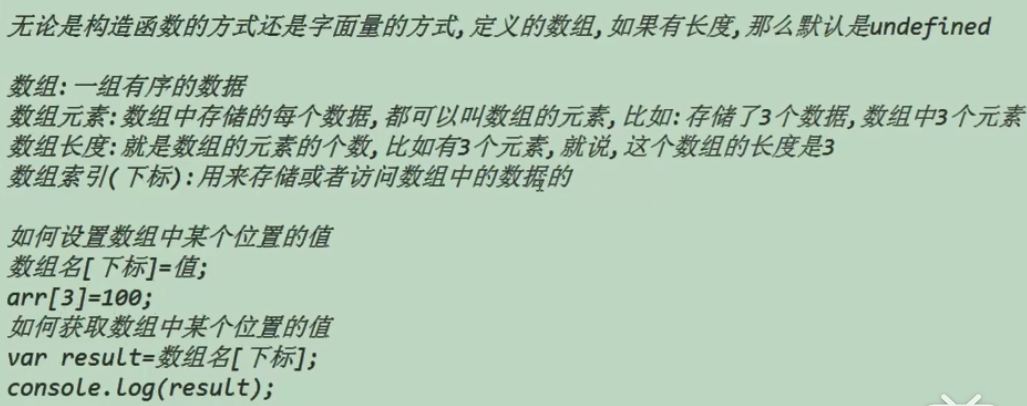 无论是构造函数的方式还是字面量的方式,定义的数组,如果有长度,那么默认是undefined
数组:一组有序的数据
数组元素:数组中存储的每个数据,都可以叫数组的元素,比如:存储了3个数据,数组中3个元素
数组长度:就是数组的元素的个数,比如有3个元素,就说,这个数组的长度是3
数组索引(下标):用来存储或者访问数组中的数据的
如何设置数组中某个位置的值
数组名[下标]=值;
arr[3]=100;
如何获取数组中某个位置的值
var result=数组名[下标];
console.log(result);